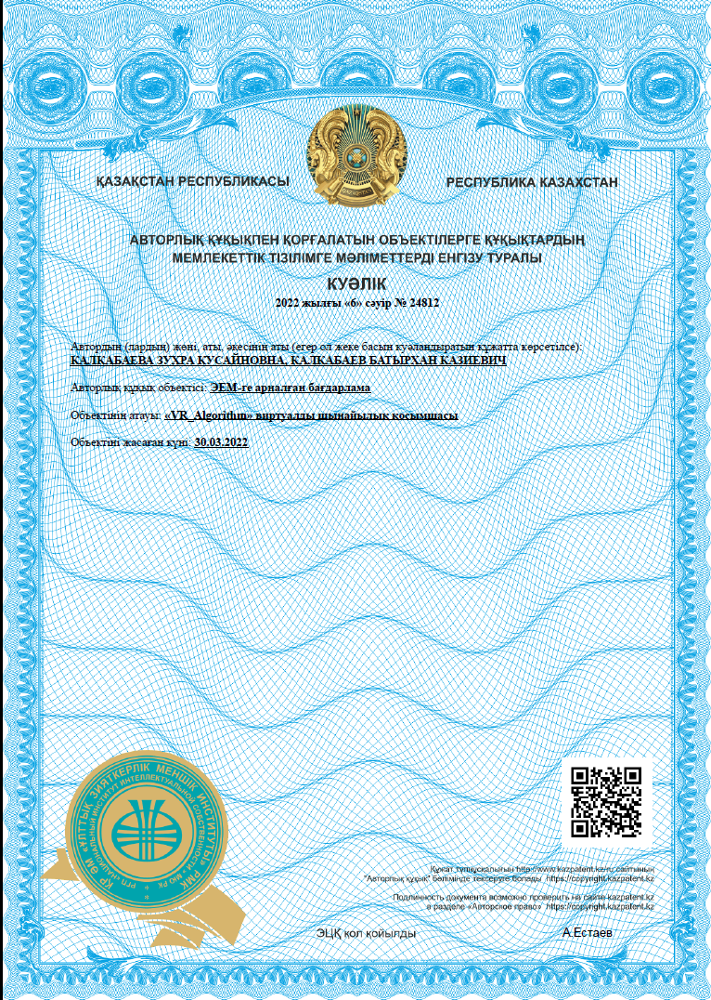 ҚАЗАҚСТАН РЕСПУБЛИКАСЫ
РЕСПУБЛИКА КАЗАХСТАН
АВТОРЛЫҚ ҚҰҚЫҚПЕН ҚОРҒАЛАТЫН ОБЪЕКТІЛЕРГЕ ҚҰҚЫҚТАРДЫҢ
МЕМЛЕКЕТТІК ТІЗІЛІМГЕ МӘЛІМЕТТЕРДІ ЕНГІЗУ ТУРАЛЫ
КУӘЛІК
2022 жылғы «6» сәуір № 24812
Автордың (лардың) жөні, аты, әкесінің аты (егер ол жеке басын куәландыратын құжатта көрсетілсе):
КАЛКАБАЕВА ЗУХРА КУСАЙНОВНА, КАЛКАБАЕВ БАТЫРХАН КАЗИЕВИЧ
Авторлық құқық объектісі: ЭЕМ-ге арналған бағдарлама
Объектінің атауы: «VR_Algorithm» виртуалды шынайылық қосымшасы
Объектіні жасаған күні: 30.03.2022
ҚР ӘМ «ҰЛТТЫҚ ЗИЯТКЕРЛІК МЕНШІК ИНСТИТУТЫ» РМК
РГП «НАЦИОНАЛЬНЫЙ ИНСТИТУТ ИНТЕЛЛЕКТУАЛЬНОЙ СОБСТВЕННОСТИ» МЮ РК
Құжат түпнұсқалығын http://www.kazpatent.kz/ru сайтының
"Авторлық құқық" бөлімінде тексеруге болады https://copyright.kazpatent.kz
Подлинность документа возможно проверить на сайте kazpatent.kz
в разделе «Авторское право» https://copyright.kazpatent.kz
ЭЦҚ қол қойылды
А.Естаев